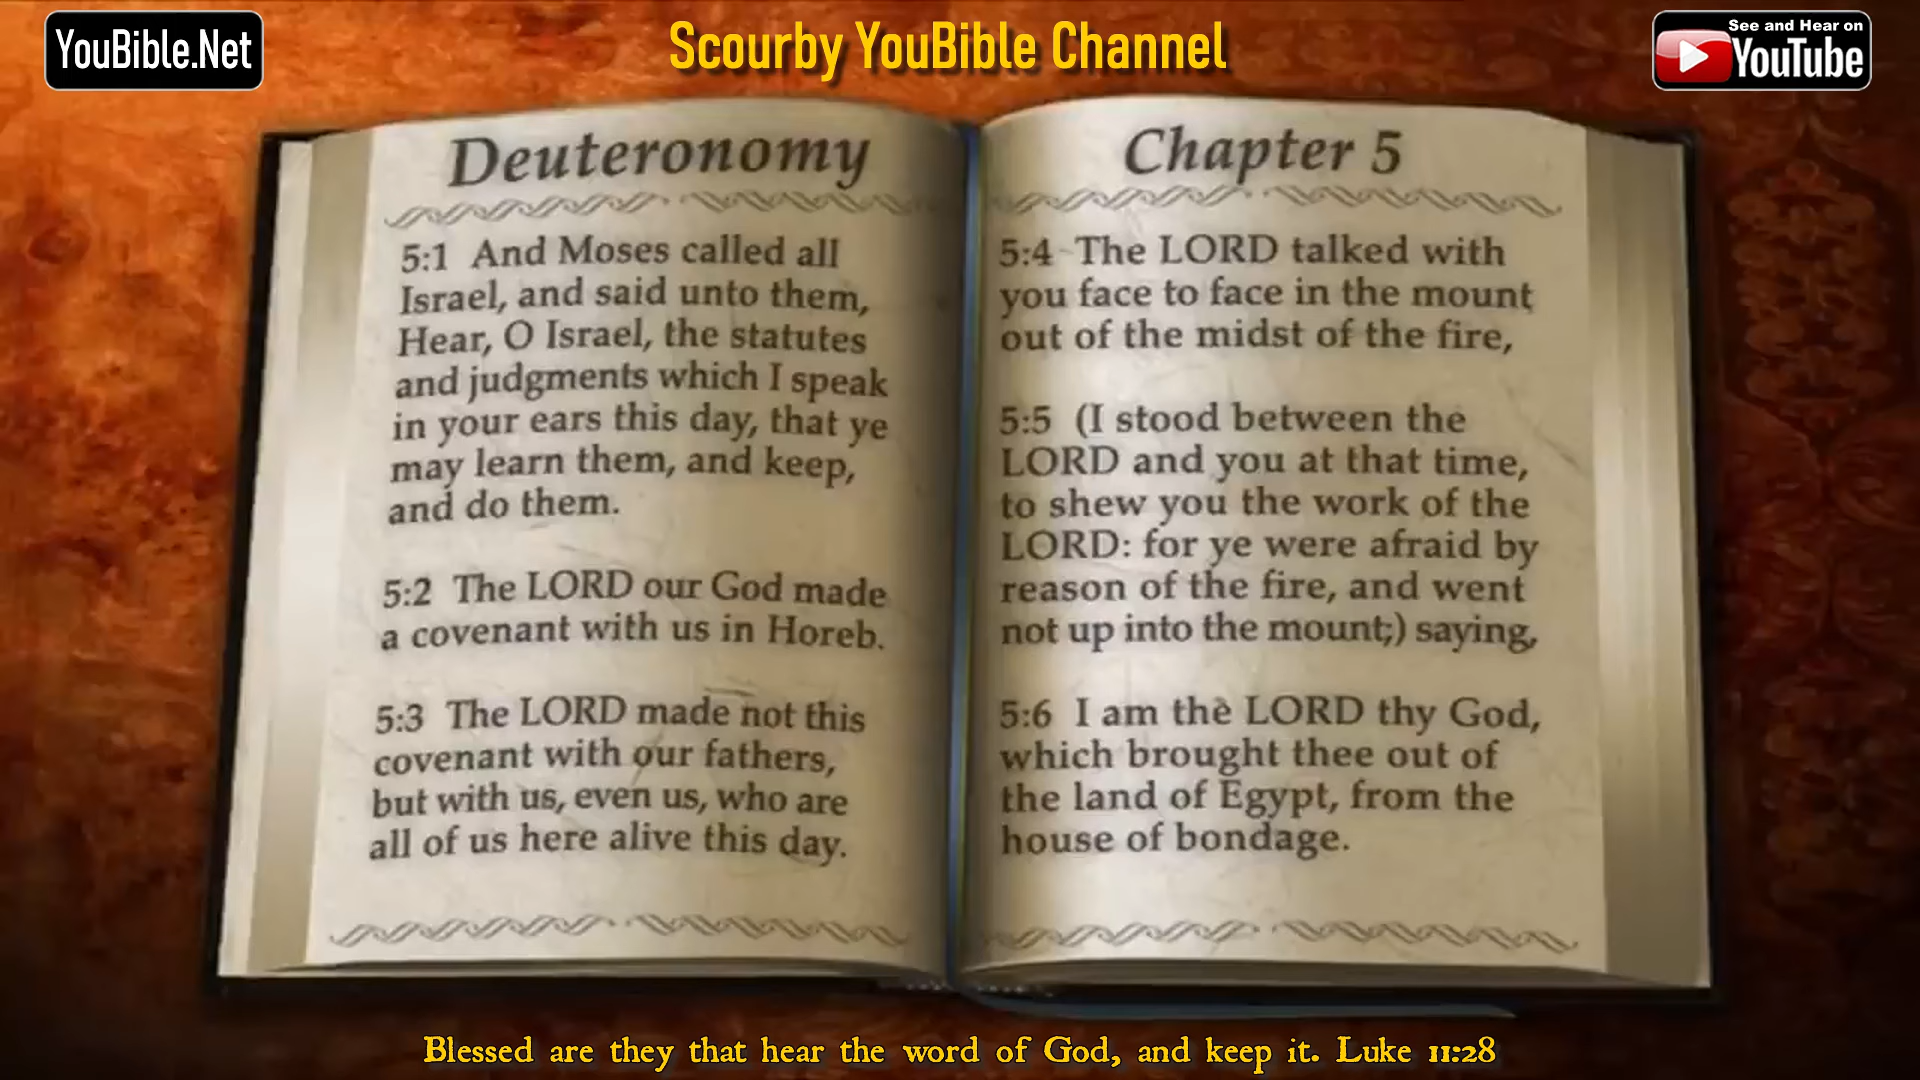 YouBible.Net
Scourby YouBible Channel
See and Hear on
YouTube
Deuteronomy
5:1 And Moses called all
Israel, and said unto them,
Hear, O Israel, the statutes
and judgments which I speak
in your ears this day, that ye
may learn them, and keep,
and do them.
5:2 The LORD our God made
a covenant with us in Horeb.
5:3 The LORD made not this
covenant with our fathers,
but with us, even us, who are
all of us here alive this day.
Chapter 5
5:4 The LORD talked with
you face to face in the mount
out of the midst of the fire,
5:5 (I stood between the
LORD and you at that time,
to shew you the work of the
LORD: for ye were afraid by
reason of the fire, and went
not up into the mount;) saying,
5:6 I am the LORD thy God,
which brought thee out of
the land of Egypt, from the
house of bondage.
Blessed are they that hear the word of God, and keep it. Luke 11:28